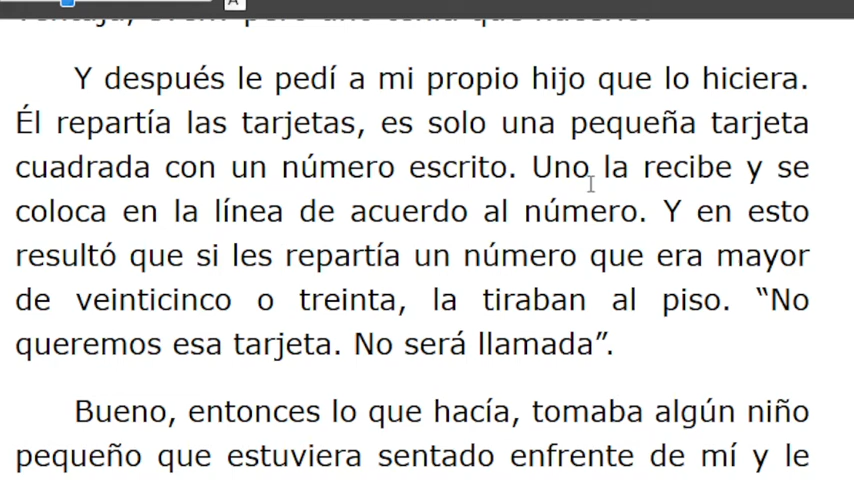 Y después le pedí a mi propio hijo que lo hiciera.
Él repartía las tarjetas, es solo una pequeña tarjeta
cuadrada con un número escrito. Uno la recibe y se
coloca en la línea de acuerdo al número. Y en esto
resultó que si les repartía un número que era mayor
de veinticinco o treinta, la tiraban al piso. “No
queremos esa tarjeta. No será llamada”.
Bueno, entonces lo que hacía, tomaba algún niño
pequeño que estuviera sentado enfrente de mí y le